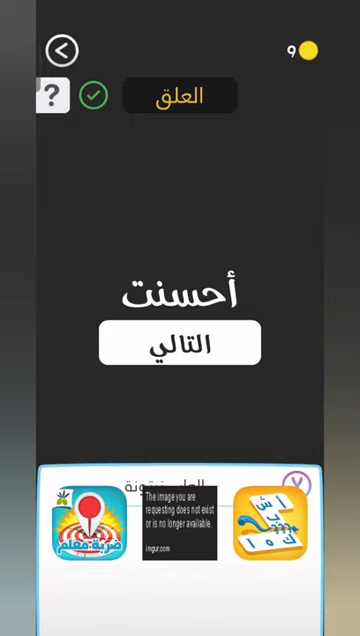 9
?
العلق
أحسنت
التالي
زيتونة
The image you are
requesting does not exist
or is no longer available.
imgur.com
ضربة معلم